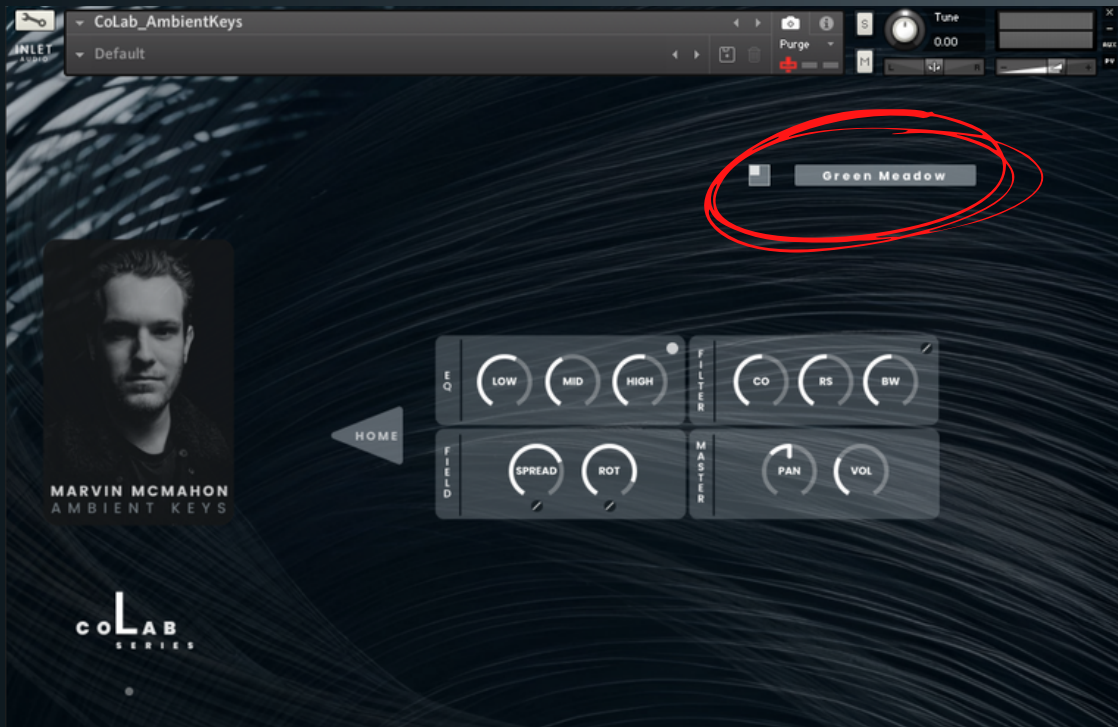 CoLab_AmbientKeys
Default
INLET
AUDIO
Purge
S
M
Tune
0.00
L
R
AUX
PV
Green Meadow
EQ
LOW
MID
HIGH
FILTER
CO
RS
BW
HOME
FIELD
SPREAD
ROT
MASTER
PAN
VOL
MARVIN MCMAHON
AMBIENT KEYS
COLAB
SERIES